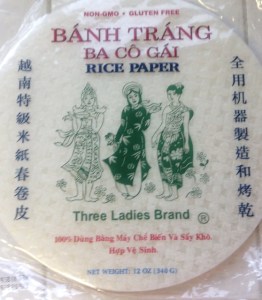 NON-GMO • GLUTEN FREE
BÁNH TRÁNG
BA CÔ GÁI
RICE PAPER
越南特級米紙春卷皮
全用机器製造和烤乾
Three Ladies Brand ®
100% Dùng Bằng Máy Chế Biến Và Sấy Khô.
Hợp Vệ Sinh.
NET WEIGHT: 12 OZ (340 G)